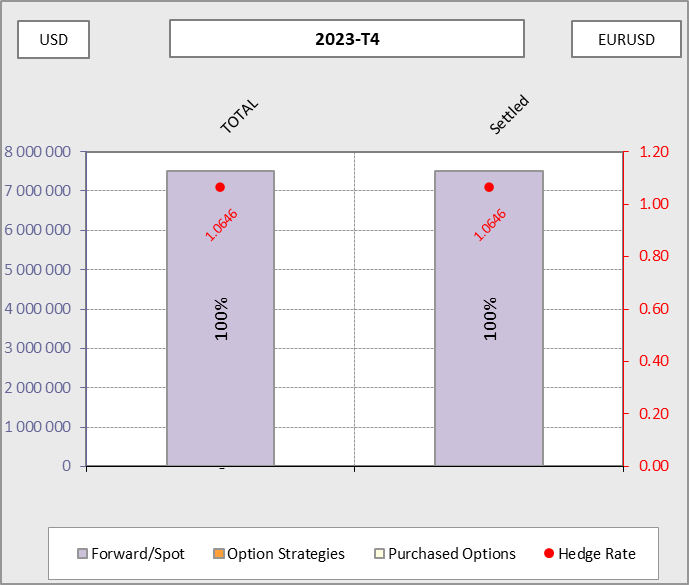 USD
2023-T4
EURUSD
TOTAL
Settled
8 000 000
7 000 000
6 000 000
5 000 000
4 000 000
3 000 000
2 000 000
1 000 000
0
1.0646
100%
1.0646
100%
1.20
1.00
0.80
0.60
0.40
0.20
0.00
Forward/Spot
Option Strategies
Purchased Options
Hedge Rate